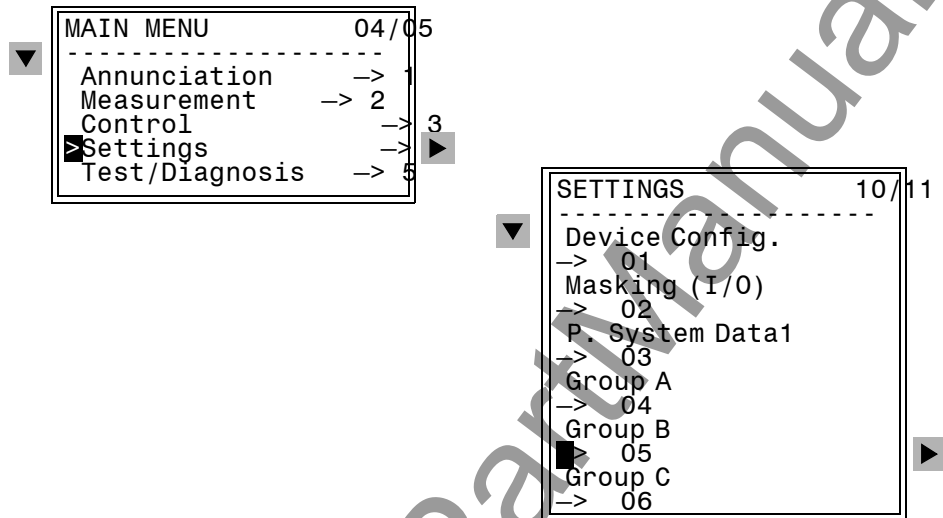 MAIN MENU 04/05
--------------------
Annunciation —> 1
Measurement —> 2
Control —> 3
>Settings —>
Test/Diagnosis —> 5
SETTINGS 10/11
--------------------
Device Config.
—> 01
Masking (I/O)
—> 02
P. System Data1
—> 03
Group A
—> 04
Group B
> 05
Group C
—> 06
PartManual